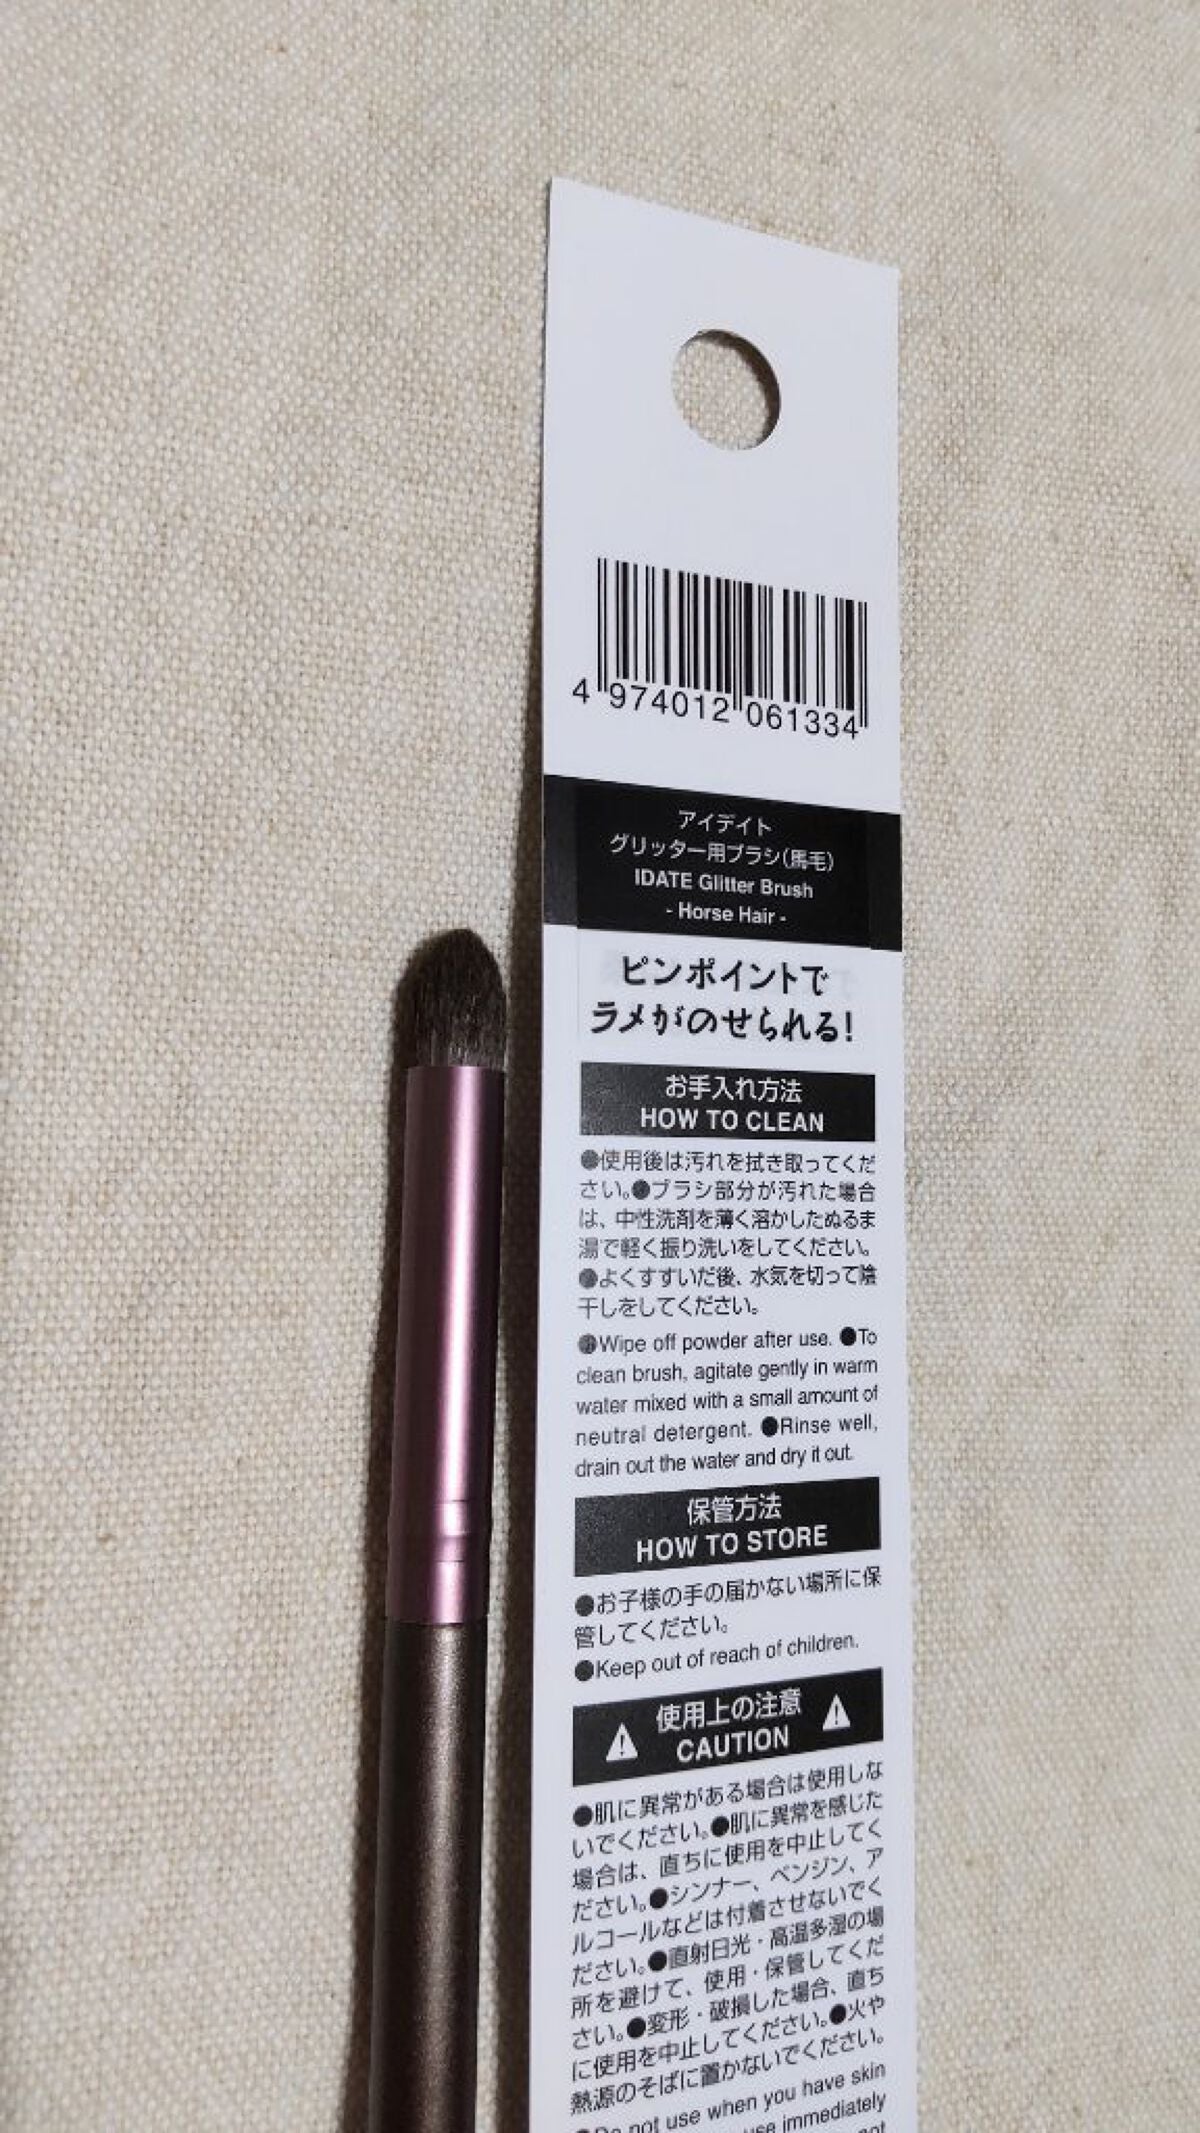 4 974012 061334
アイデイト
グリッター用ブラシ(馬毛)
IDATE Glitter Brush
- Horse Hair -
ピンポイントで
ラメがのせられる!
お手入れ方法
HOW TO CLEAN
●使用後は汚れを拭き取ってくだ
さい。●ブラシ部分が汚れた場合
は、中性洗剤を薄く溶かしたぬるま
湯で軽く振り洗いをしてください。
●よくすすいだ後、水気を切って陰
干しをしてください。
●Wipe off powder after use. ●To
clean brush, agitate gently in warm
water mixed with a small amount of
neutral detergent. ●Rinse well,
drain out the water and dry it out.
保管方法
HOW TO STORE
●お子様の手の届かない場所に保
管してください。
●Keep out of reach of children.
使用上の注意
CAUTION
●肌に異常がある場合は使用しな
いでください。●肌に異常を感じた
場合は、直ちに使用を中止してく
ださい。●シンナー、ベンジン、ア
ルコールなどは付着させないでく
ださい。●直射日光・高温多湿の場
所を避けて、使用・保管してくだ
さい。●変形・破損した場合、直ち
に使用を中止してください。●火や
熱源のそばに置かないでください。
●Do not use when you have skin
use immediately
not